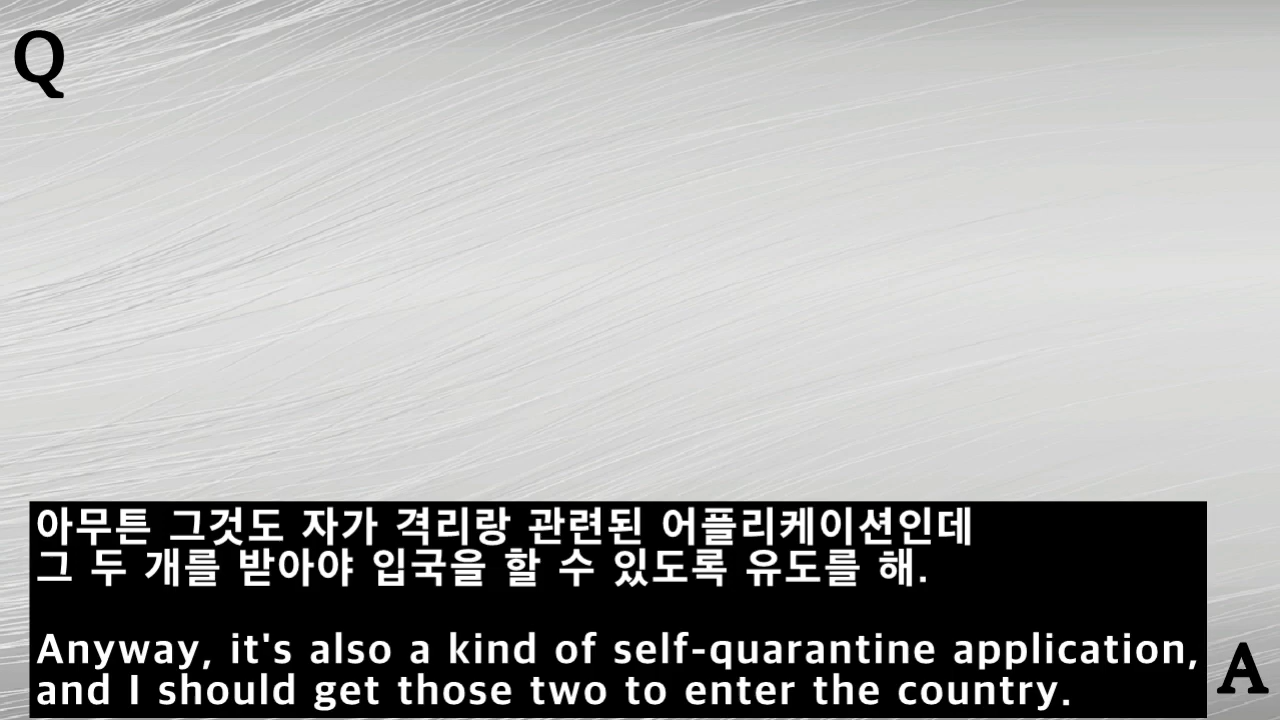 Q
아무튼 그것도 자가 격리랑 관련된 어플리케이션인데
그 두 개를 받아야 입국을 할 수 있도록 유도를 해.
Anyway, it's also a kind of self-quarantine application,
and I should get those two to enter the country.
A